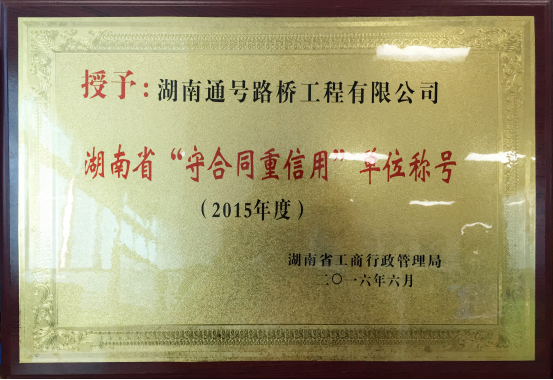 授予：湖南通号路桥工程有限公司
湖南省“守合同重信用”单位称号
（2015年度）
湖南省工商行政管理局
二〇一六年六月